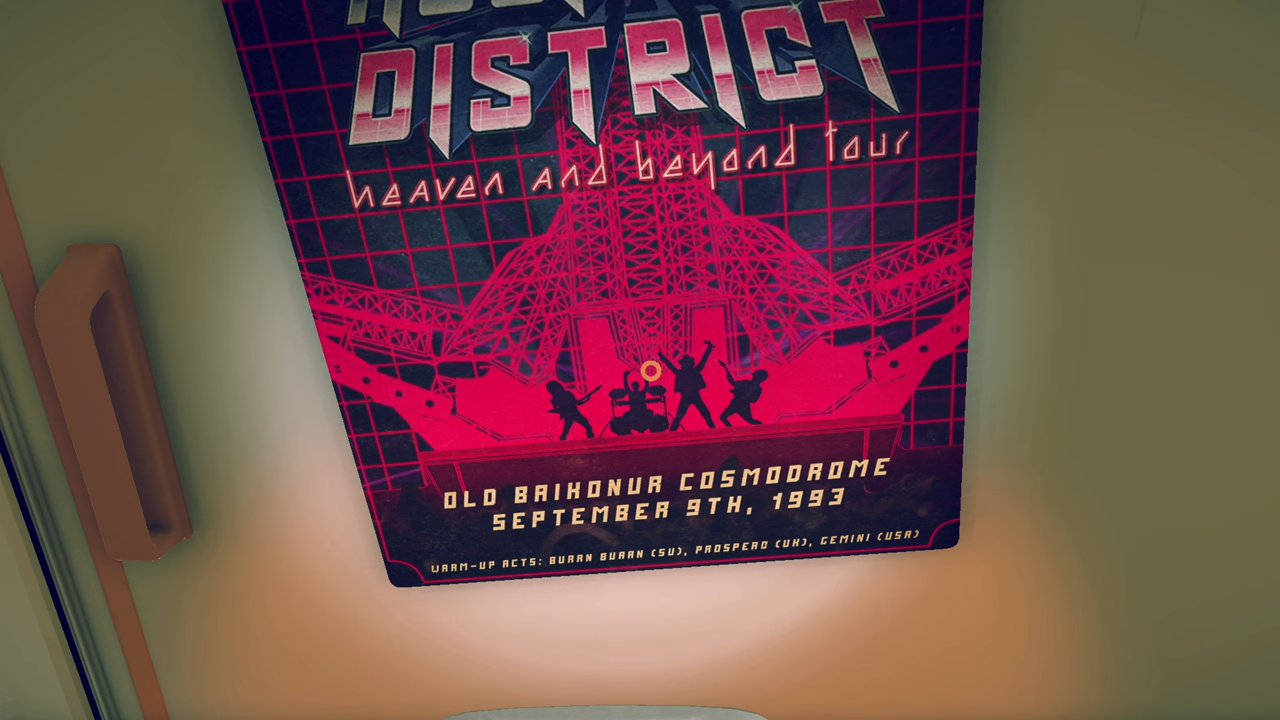 DISTRICT
heaven and beyond tour
OLD BAIKONUR COSMODROME
SEPTEMBER 9TH, 1993
WARM-UP ACTS: BURAN BURAN (SU), PROSPERO (UK), GEMINI (USA)